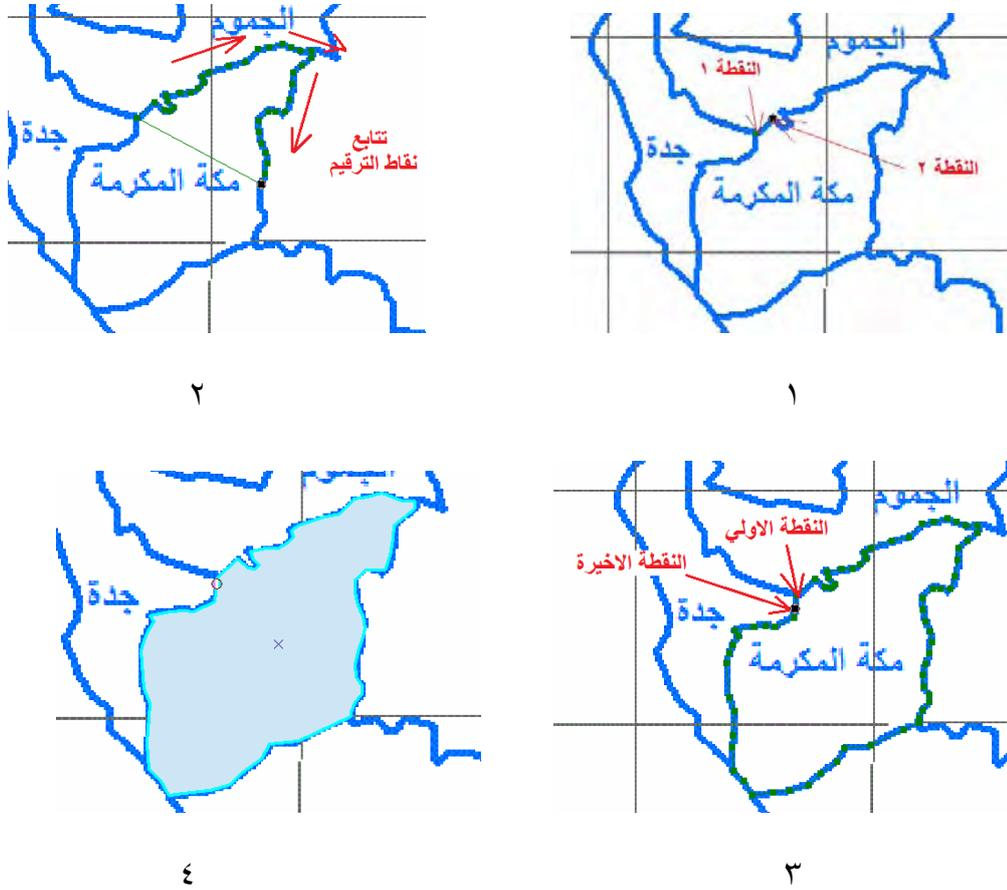 الجموم
النقطة ١
جدة
النقطة ٢
مكة المكرمة
١
الجموم
تتابع
نقاط الترقيم
جدة
مكة المكرمة
٢
الجموم
النقطة الاولي
النقطة الاخيرة
جدة
مكة المكرمة
٣
الجموم
جدة
٤